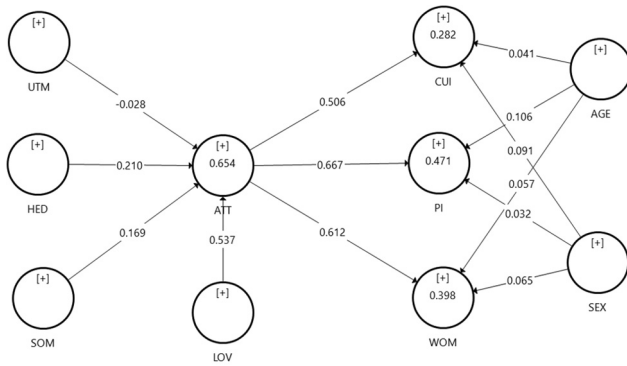 [+]
UTM
[+]
HED
[+]
SOM
-0.028
0.210
0.169
[+]
0.654
ATT
0.537
[+]
LOV
0.506
0.667
0.612
[+]
0.282
CUI
[+]
0.471
PI
[+]
0.398
WOM
0.041
0.106
0.091
0.057
0.032
0.065
[+]
AGE
[+]
SEX